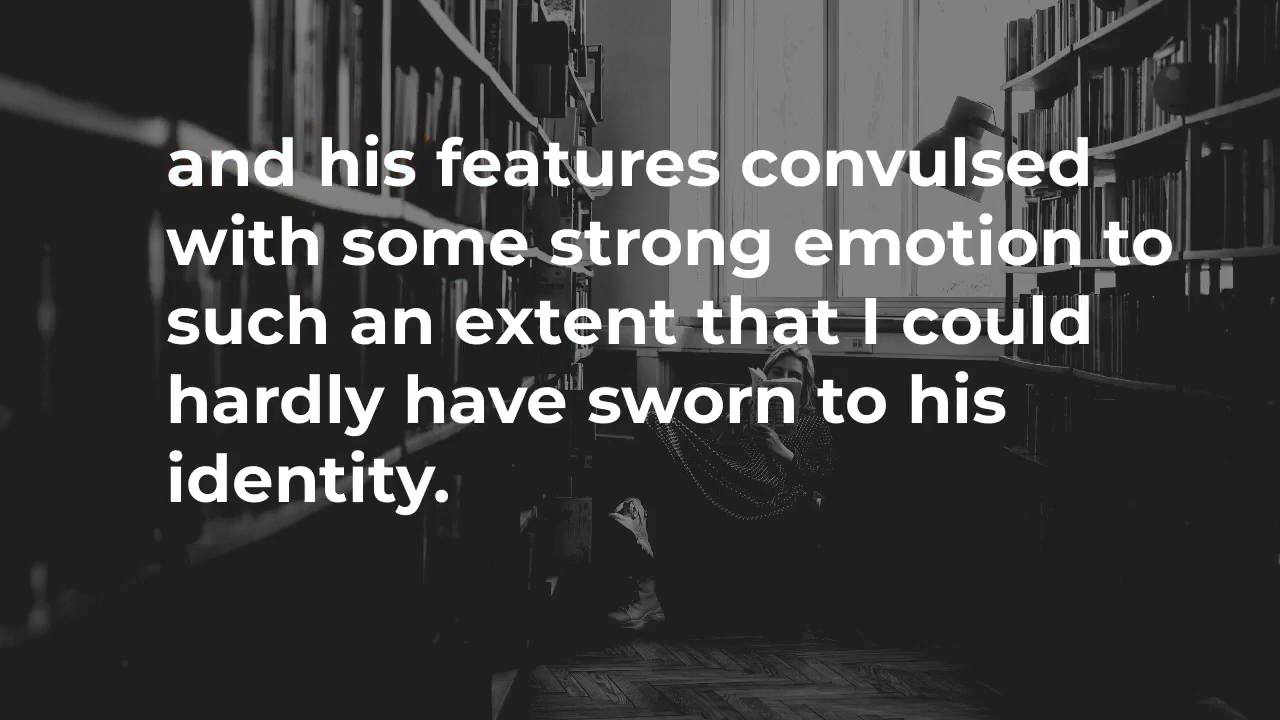 and his features convulsed
with some strong emotion to
such an extent that I could
hardly have sworn to his
identity.